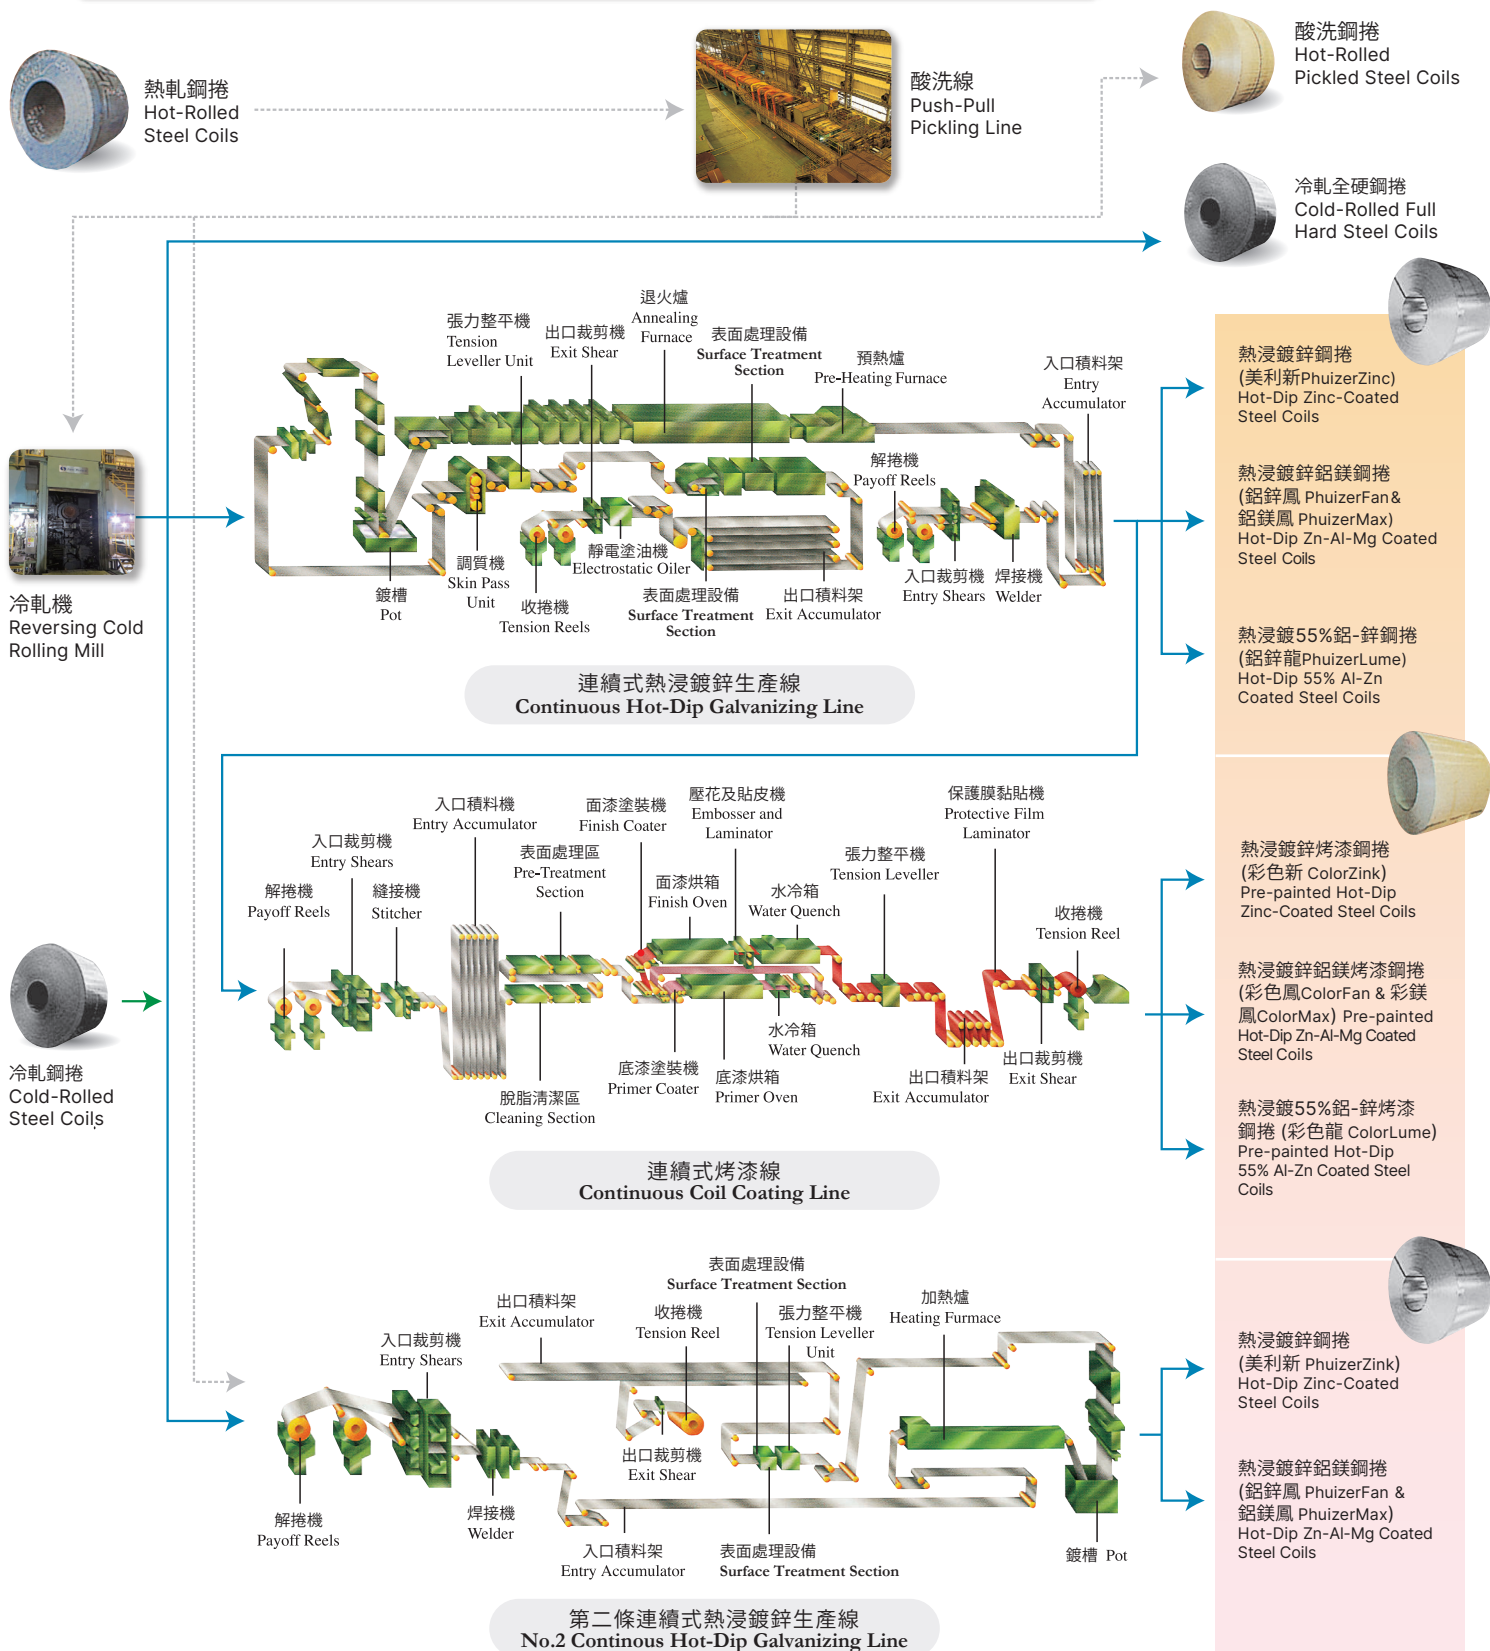 熱軋鋼捲
Hot-Rolled
Steel Coils
酸洗線
Push-Pull
Pickling Line
酸洗鋼捲
Hot-Rolled
Pickled Steel Coils
冷軋全硬鋼捲
Cold-Rolled Full
Hard Steel Coils
冷軋機
Reversing Cold
Rolling Mill
張力整平機
Tension
Leveller Unit
出口裁剪機
Exit Shear
退火爐
Annealing
Furnace
表面處理設備
Surface Treatment
Section
預熱爐
Pre-Heating Furnace
入口積料架
Entry
Accumulator
解捲機
Payoff Reels
鍍槽
Pot
調質機
Skin Pass
Unit
收捲機
Tension Reels
靜電塗油機
Electrostatic Oiler
表面處理設備
Surface Treatment
Section
出口積料架
Exit Accumulator
入口裁剪機
Entry Shears
焊接機
Welder
連續式熱浸鍍鋅生產線
Continuous Hot-Dip Galvanizing Line
熱浸鍍鋅鋼捲
(美利新PhuizerZinc)
Hot-Dip Zinc-Coated
Steel Coils
熱浸鍍鋅鋁鎂鋼捲
(鋁鋅鳳 PhuizerFan &
鋁鎂鳳 PhuizerMax)
Hot-Dip Zn-Al-Mg Coated
Steel Coils
熱浸鍍55%鋁-鋅鋼捲
(鋁鋅龍PhuizerLume)
Hot-Dip 55% Al-Zn
Coated Steel Coils
冷軋鋼捲
Cold-Rolled
Steel Coils
解捲機
Payoff Reels
入口裁剪機
Entry Shears
縫接機
Stitcher
入口積料機
Entry Accumulator
表面處理區
Pre-Treatment
Section
面漆塗裝機
Finish Coater
面漆烘箱
Finish Oven
壓花及貼皮機
Embosser and
Laminator
水冷箱
Water Quench
張力整平機
Tension Leveller
保護膜黏貼機
Protective Film
Laminator
收捲機
Tension Reel
脫脂清潔區
Cleaning Section
底漆塗裝機
Primer Coater
底漆烘箱
Primer Oven
水冷箱
Water Quench
出口積料架
Exit Accumulator
出口裁剪機
Exit Shear
連續式烤漆線
Continuous Coil Coating Line
熱浸鍍鋅烤漆鋼捲
(彩色新 ColorZink)
Pre-painted Hot-Dip
Zinc-Coated Steel Coils
熱浸鍍鋅鋁鎂烤漆鋼捲
(彩色鳳ColorFan & 彩鎂
鳳ColorMax) Pre-painted
Hot-Dip Zn-Al-Mg Coated
Steel Coils
熱浸鍍55%鋁-鋅烤漆
鋼捲 (彩色龍 ColorLume)
Pre-painted Hot-Dip
55% Al-Zn Coated Steel
Coils
入口裁剪機
Entry Shears
出口積料架
Exit Accumulator
收捲機
Tension Reel
表面處理設備
Surface Treatment Section
張力整平機
Tension Leveller
Unit
加熱爐
Heating Furnace
解捲機
Payoff Reels
焊接機
Welder
出口裁剪機
Exit Shear
入口積料架
Entry Accumulator
表面處理設備
Surface Treatment Section
鍍槽 Pot
第二條連續式熱浸鍍鋅生產線
No.2 Continous Hot-Dip Galvanizing Line
熱浸鍍鋅鋼捲
(美利新 PhuizerZink)
Hot-Dip Zinc-Coated
Steel Coils
熱浸鍍鋅鋁鎂鋼捲
(鋁鋅鳳 PhuizerFan &
鋁鎂鳳 PhuizerMax)
Hot-Dip Zn-Al-Mg Coated
Steel Coils